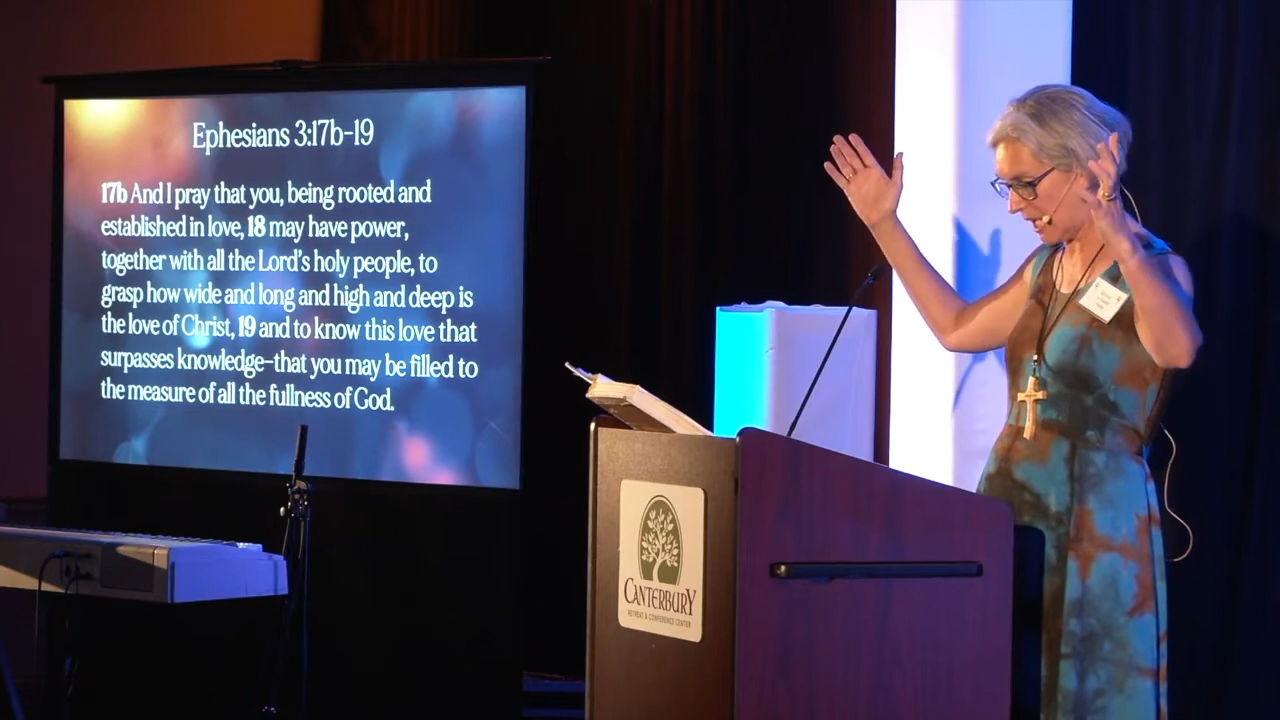 Ephesians 3:17b-19
17b And I pray that you, being rooted and
established in love, 18 may have power,
together with all the Lord's holy people, to
grasp how wide and long and high and deep is
the love of Christ, 19 and to know this love that
surpasses knowledge–that you may be filled to
the measure of all the fullness of God.
CANTERBURY
RETREAT & CONFERENCE CENTER